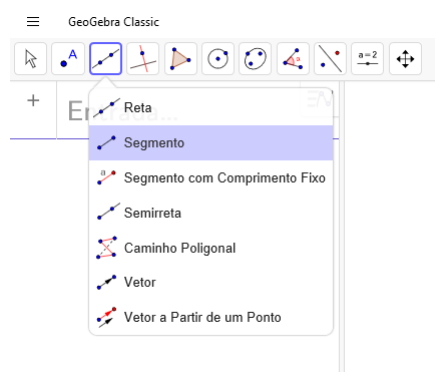 GeoGebra Classic
A
a=2
+
Entrada...
Reta
Segmento
a
Segmento com Comprimento Fixo
Semirreta
Caminho Poligonal
Vetor
Vetor a Partir de um Ponto